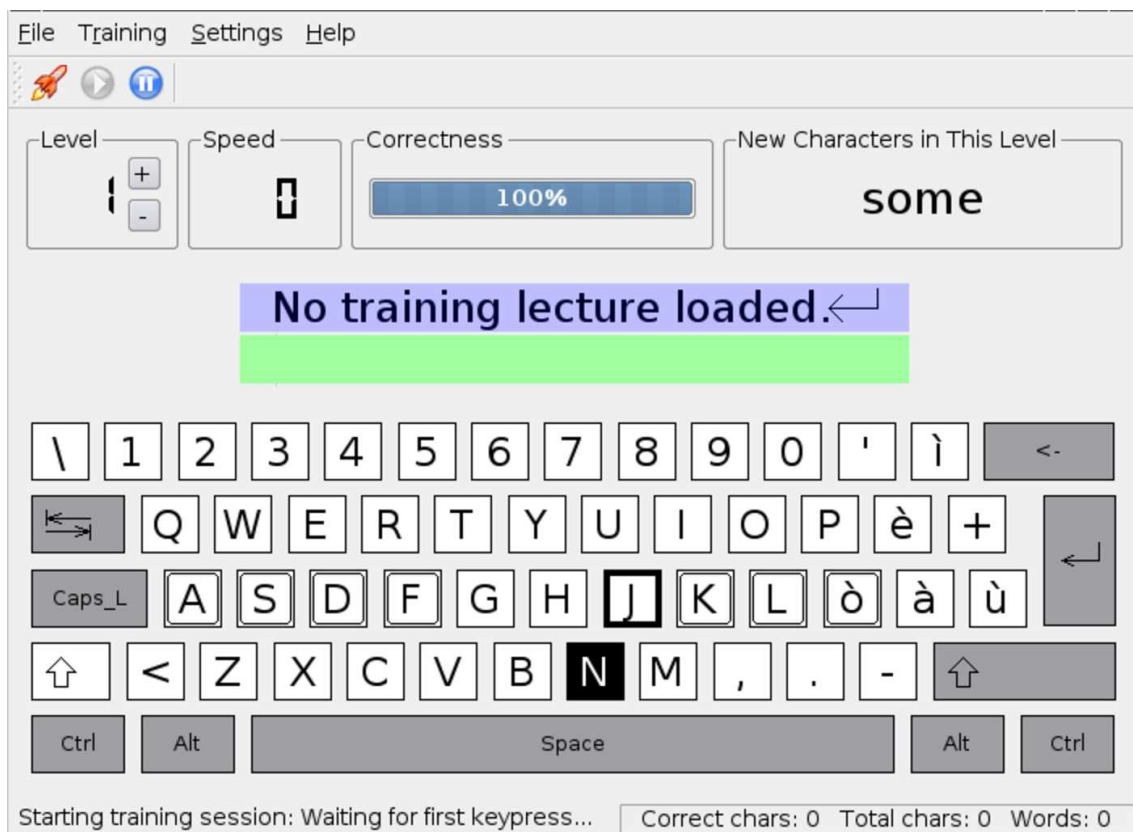 File Training Settings Help
Level Speed Correctness New Characters in This Level
1 + - 0 100% some
No training lecture loaded.
\ 1 2 3 4 5 6 7 8 9 0 ' ì <-
Q W E R T Y U I O P è +
Caps_L A S D F G H J K L ò à ù
< Z X C V B N M , . -
Ctrl Alt Space Alt Ctrl
Starting training session: Waiting for first keypress... Correct chars: 0 Total chars: 0 Words: 0